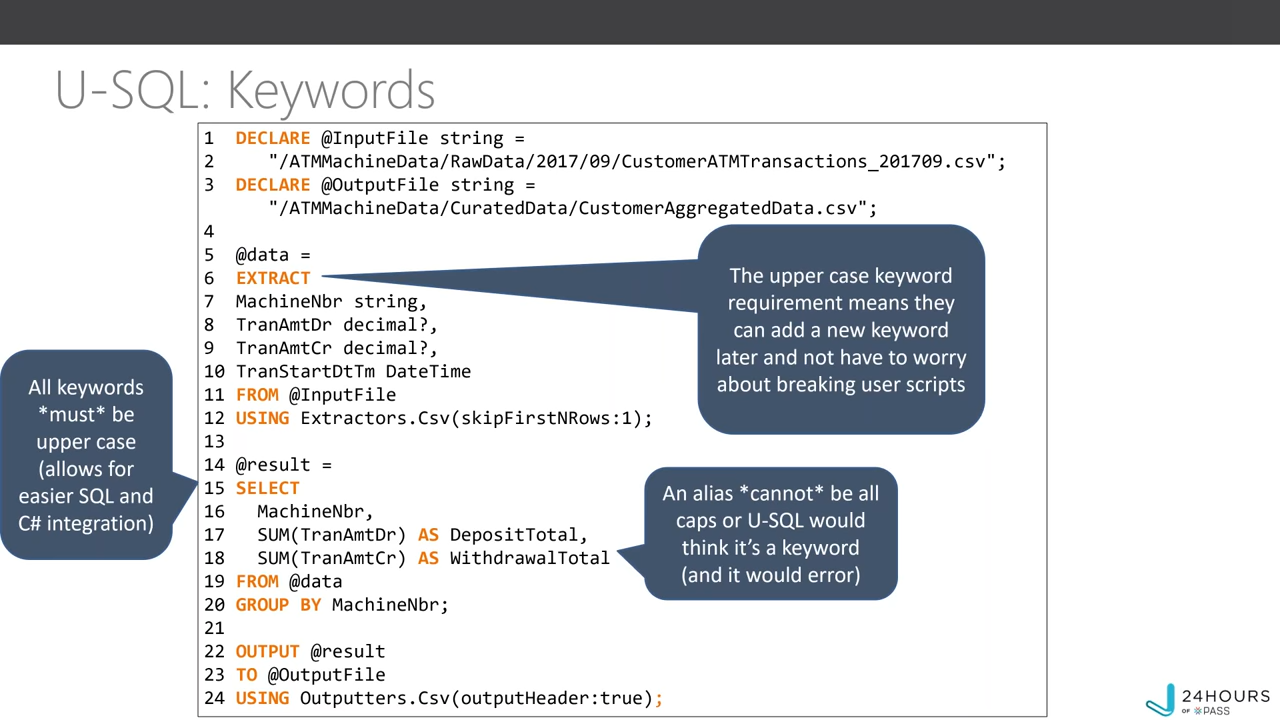 U-SQL: Keywords
1 DECLARE @InputFile string =
2 "/ATMMachineData/RawData/2017/09/CustomerATMTransactions_201709.csv";
3 DECLARE @OutputFile string =
"/ATMMachineData/CuratedData/CustomerAggregatedData.csv";
4
5 @data =
6 EXTRACT
7 MachineNbr string,
8 TranAmtDr decimal?,
9 TranAmtCr decimal?,
10 TranStartDtTm DateTime
11 FROM @InputFile
12 USING Extractors.Csv(skipFirstNRows:1);
13
14 @result =
15 SELECT
16 MachineNbr,
17 SUM(TranAmtDr) AS DepositTotal,
18 SUM(TranAmtCr) AS WithdrawalTotal
19 FROM @data
20 GROUP BY MachineNbr;
21
22 OUTPUT @result
23 TO @OutputFile
24 USING Outputters.Csv(outputHeader:true);
The upper case keyword
requirement means they
can add a new keyword
later and not have to worry
about breaking user scripts
All keywords
*must* be
upper case
(allows for
easier SQL and
C# integration)
An alias *cannot* be all
caps or U-SQL would
think it's a keyword
(and it would error)
24HOURS
OF PASS